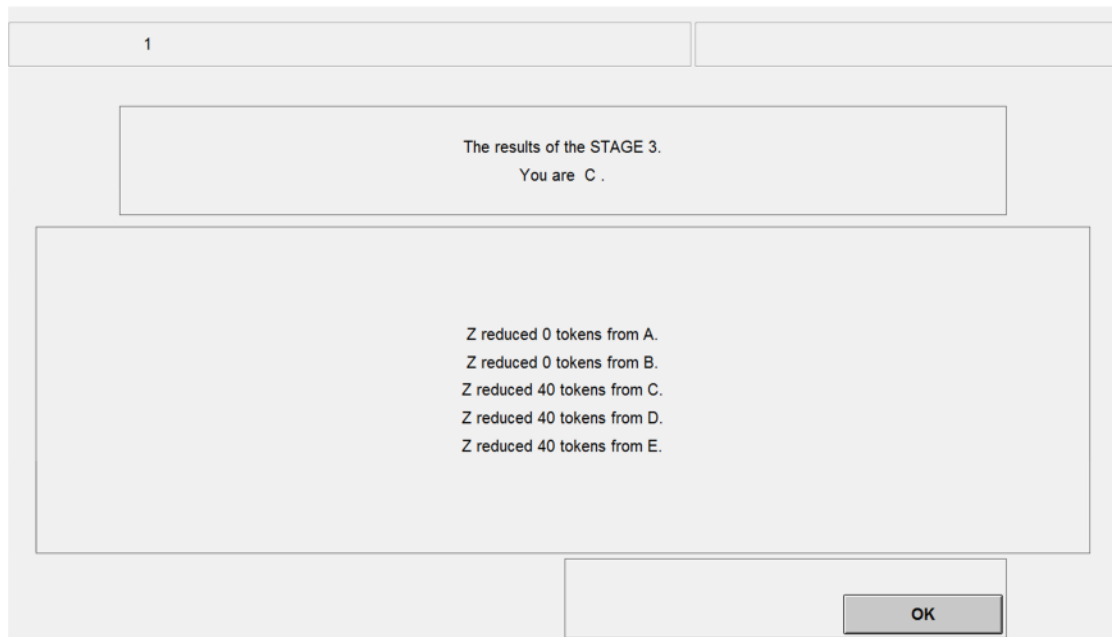 1
The results of the STAGE 3.
You are C .
Z reduced 0 tokens from A.
Z reduced 0 tokens from B.
Z reduced 40 tokens from C.
Z reduced 40 tokens from D.
Z reduced 40 tokens from E.
OK